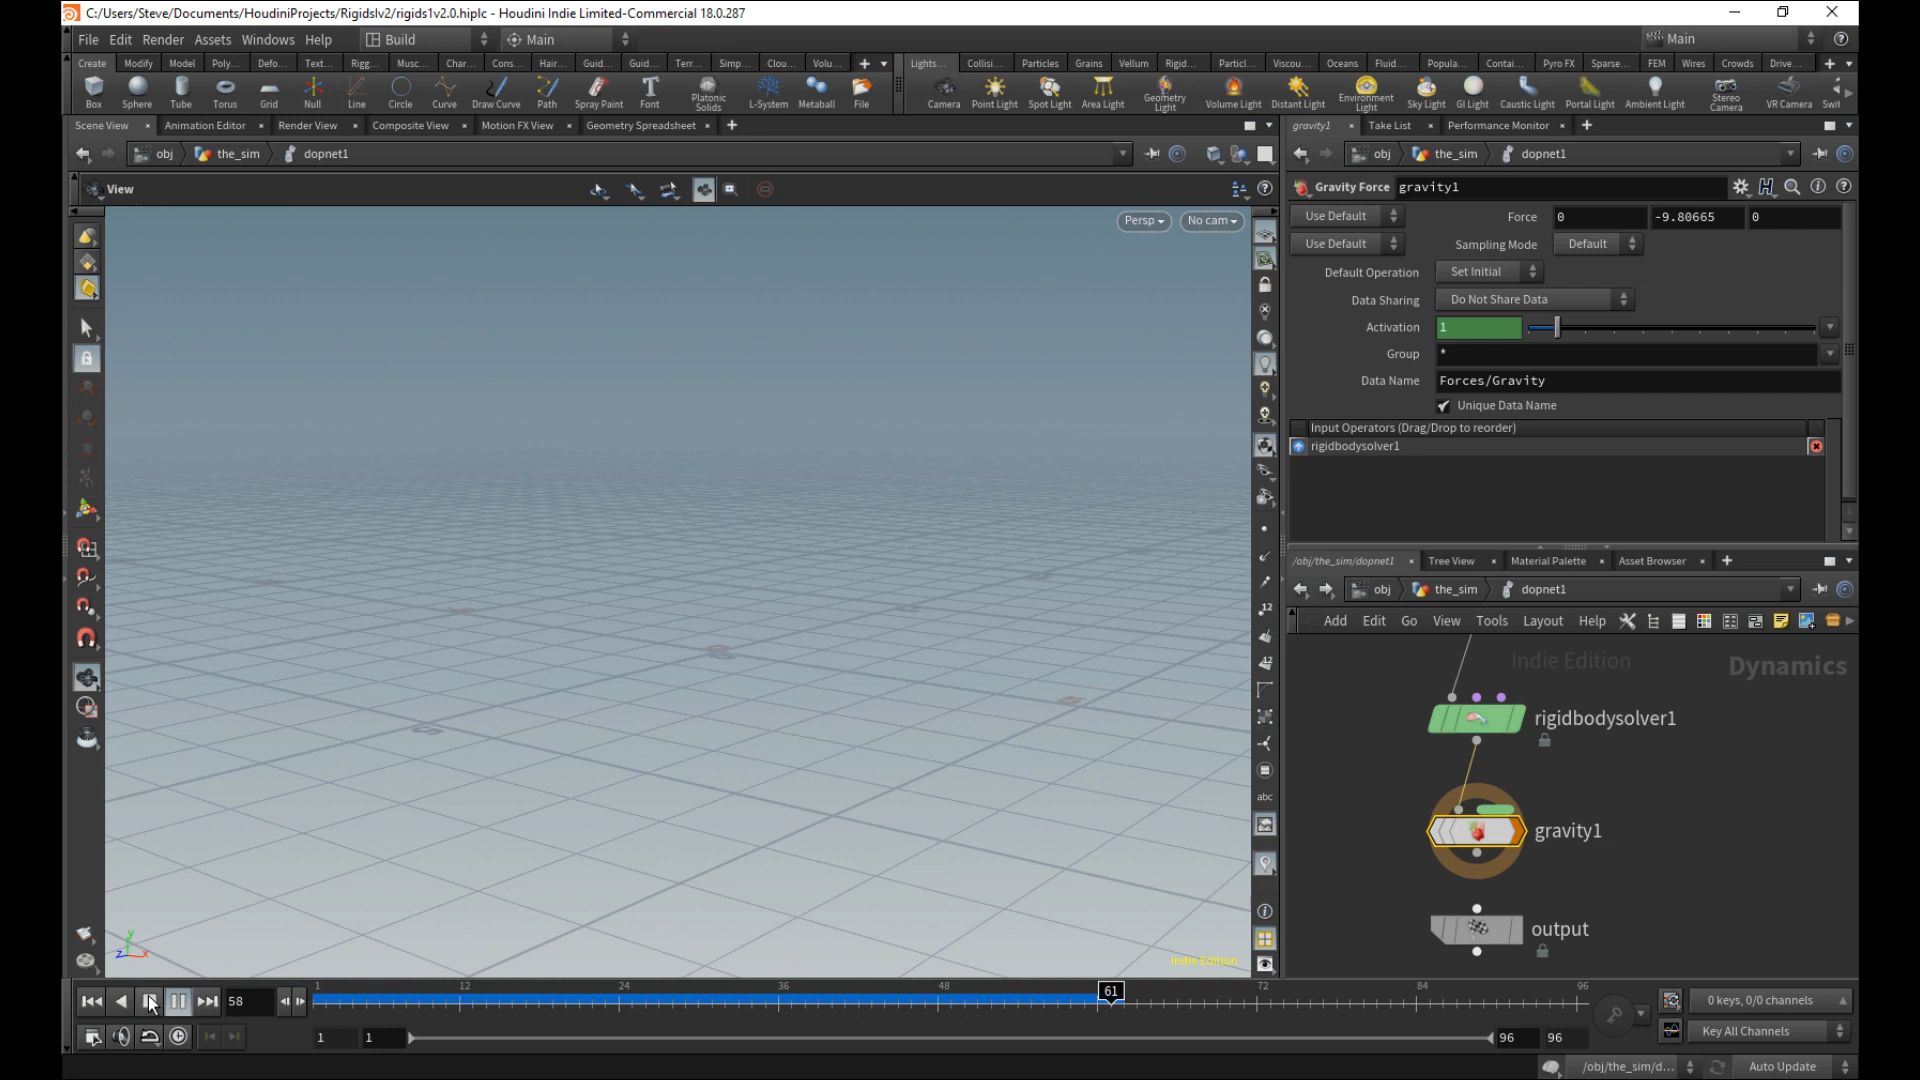 C:/Users/Steve/Documents/HoudiniProjects/Rigidslv2/rigids1v2.0.hiplc - Houdini Indie Limited-Commercial 18.0.287
File Edit Render Assets Windows Help Build Main Main
Create Modify Model Poly... Defo... Text... Rigg... Musc... Char... Cons... Hair... Guid... Guid... Terr... Simp... Clou... Volu... Lights... Collisi... Particles Grains Vellum Rigid... Particl... Viscou... Oceans Fluid... Popula... Contai... Pyro FX Sparse... FEM Wires Crowds Drive...
Box Sphere Tube Torus Grid Null Line Circle Curve Draw Curve Path Spray Paint Font Platonic Solids L-System Metaball File Camera Point Light Spot Light Area Light Geometry Light Volume Light Distant Light Environment Light Sky Light GI Light Caustic Light Portal Light Ambient Light Stereo Camera VR Camera Swit
Scene View Animation Editor Render View Composite View Motion FX View Geometry Spreadsheet gravity1 Take List Performance Monitor
obj the_sim dopnet1 obj the_sim dopnet1
View
Gravity Force gravity1
Persp No cam
Use Default Force 0 -9.80665 0
Use Default Sampling Mode Default
Default Operation Set Initial
Data Sharing Do Not Share Data
Activation 1
Group *
Data Name Forces/Gravity
Unique Data Name
Input Operators (Drag/Drop to reorder)
rigidbodysolver1
/obj/the_sim/dopnet1 Tree View Material Palette Asset Browser
obj the_sim dopnet1
Add Edit Go View Tools Layout Help
Indie Edition Dynamics
rigidbodysolver1
gravity1
output
abc
Indie Edition
58 1 12 24 36 48 61 72 84 96
0 keys, 0/0 channels
1 1 96 96
Key All Channels
/obj/the_sim/d... Auto Update